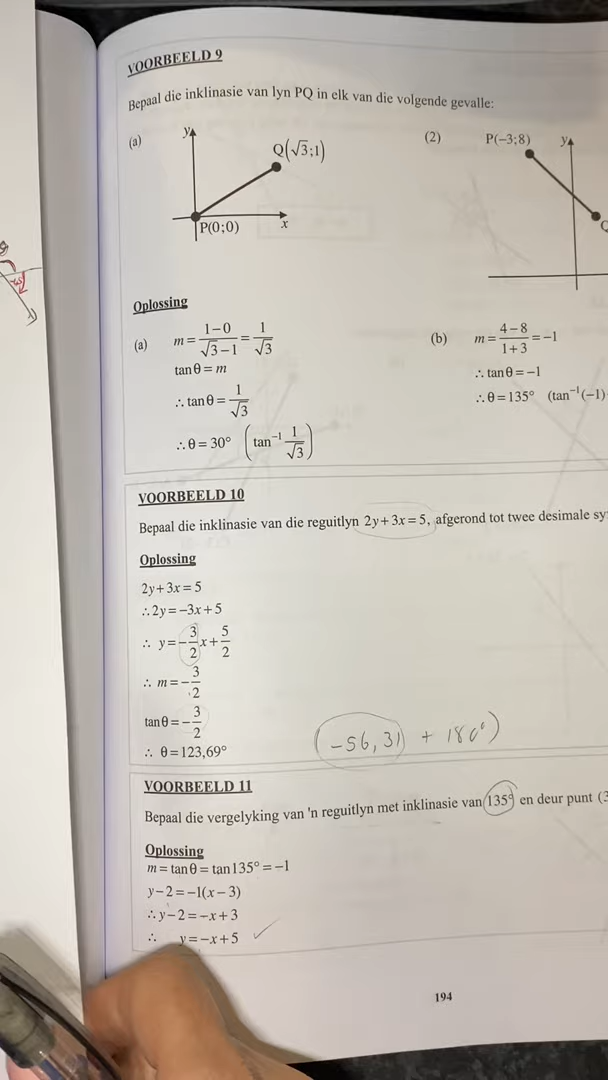 VOORBEELD 9
Bepaal die inklinasie van lyn PQ in elk van die volgende gevalle:
(a)
y
Q(√3;1)
P(0;0)
x
(2)
P(−3;8)
y
Oplossing
(a) m = (1−0)/(√3−1) = 1/√3
tan θ = m
∴ tan θ = 1/√3
∴ θ = 30° (tan⁻¹ 1/√3)
(b) m = (4−8)/(1+3) = −1
∴ tan θ = −1
∴ θ = 135° (tan⁻¹(−1)
VOORBEELD 10
Bepaal die inklinasie van die reguitlyn 2y+3x = 5, afgerond tot twee desimale
Oplossing
2y+3x = 5
∴ 2y = −3x+5
∴ y = −3/2 x + 5/2
∴ m = −3/2
tan θ = −3/2
∴ θ = 123,69°
(−56,31 + 180°)
VOORBEELD 11
Bepaal die vergelyking van 'n reguitlyn met inklinasie van 135° en deur punt (3
Oplossing
m = tan θ = tan 135° = −1
y−2 = −1(x−3)
∴ y−2 = −x+3
∴ y = −x+5 ✓
194